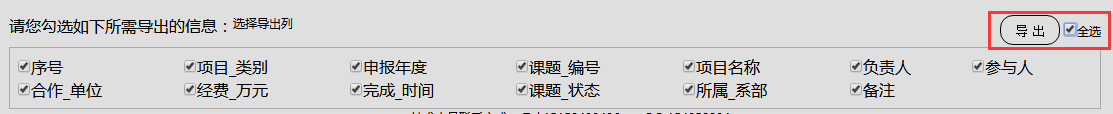 请您勾选如下所需导出的信息：选择导出列 导 出 全选
序号 项目_类别 申报年度 课题_编号 项目名称 负责人 参与人
合作_单位 经费_万元 完成_时间 课题_状态 所属_系部 备注